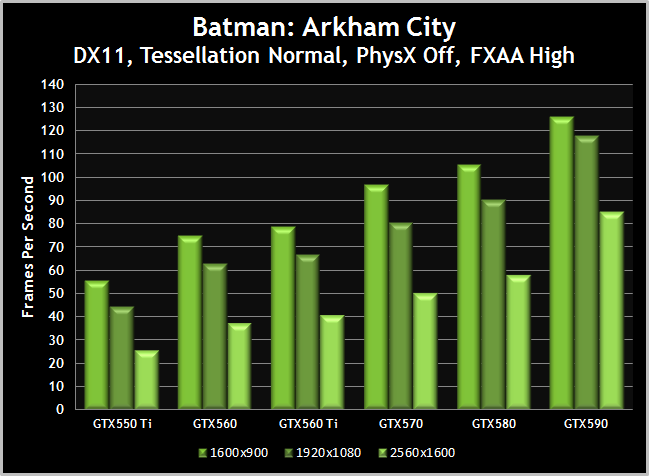 Batman: Arkham City
DX11, Tessellation Normal, PhysX Off, FXAA High
Frames Per Second
140
130
120
110
100
90
80
70
60
50
40
30
20
10
0
GTX550 Ti
GTX560
GTX560 Ti
GTX570
GTX580
GTX590
1600x900
1920x1080
2560x1600